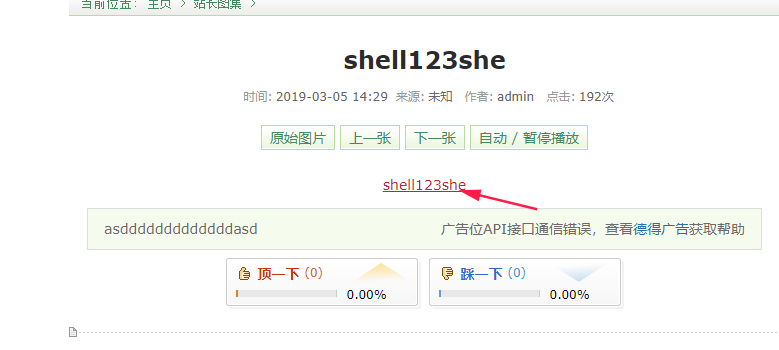 当前位置: 主页 > 站长图集 >
shell123she
时间: 2019-03-05 14:29 来源: 未知 作者: admin 点击: 192次
原始图片 上一张 下一张 自动 / 暂停播放
shell123she
asdddddddddddddasd 广告位API接口通信错误，查看德得广告获取帮助
顶一下 (0) 踩一下 (0)
0.00% 0.00%